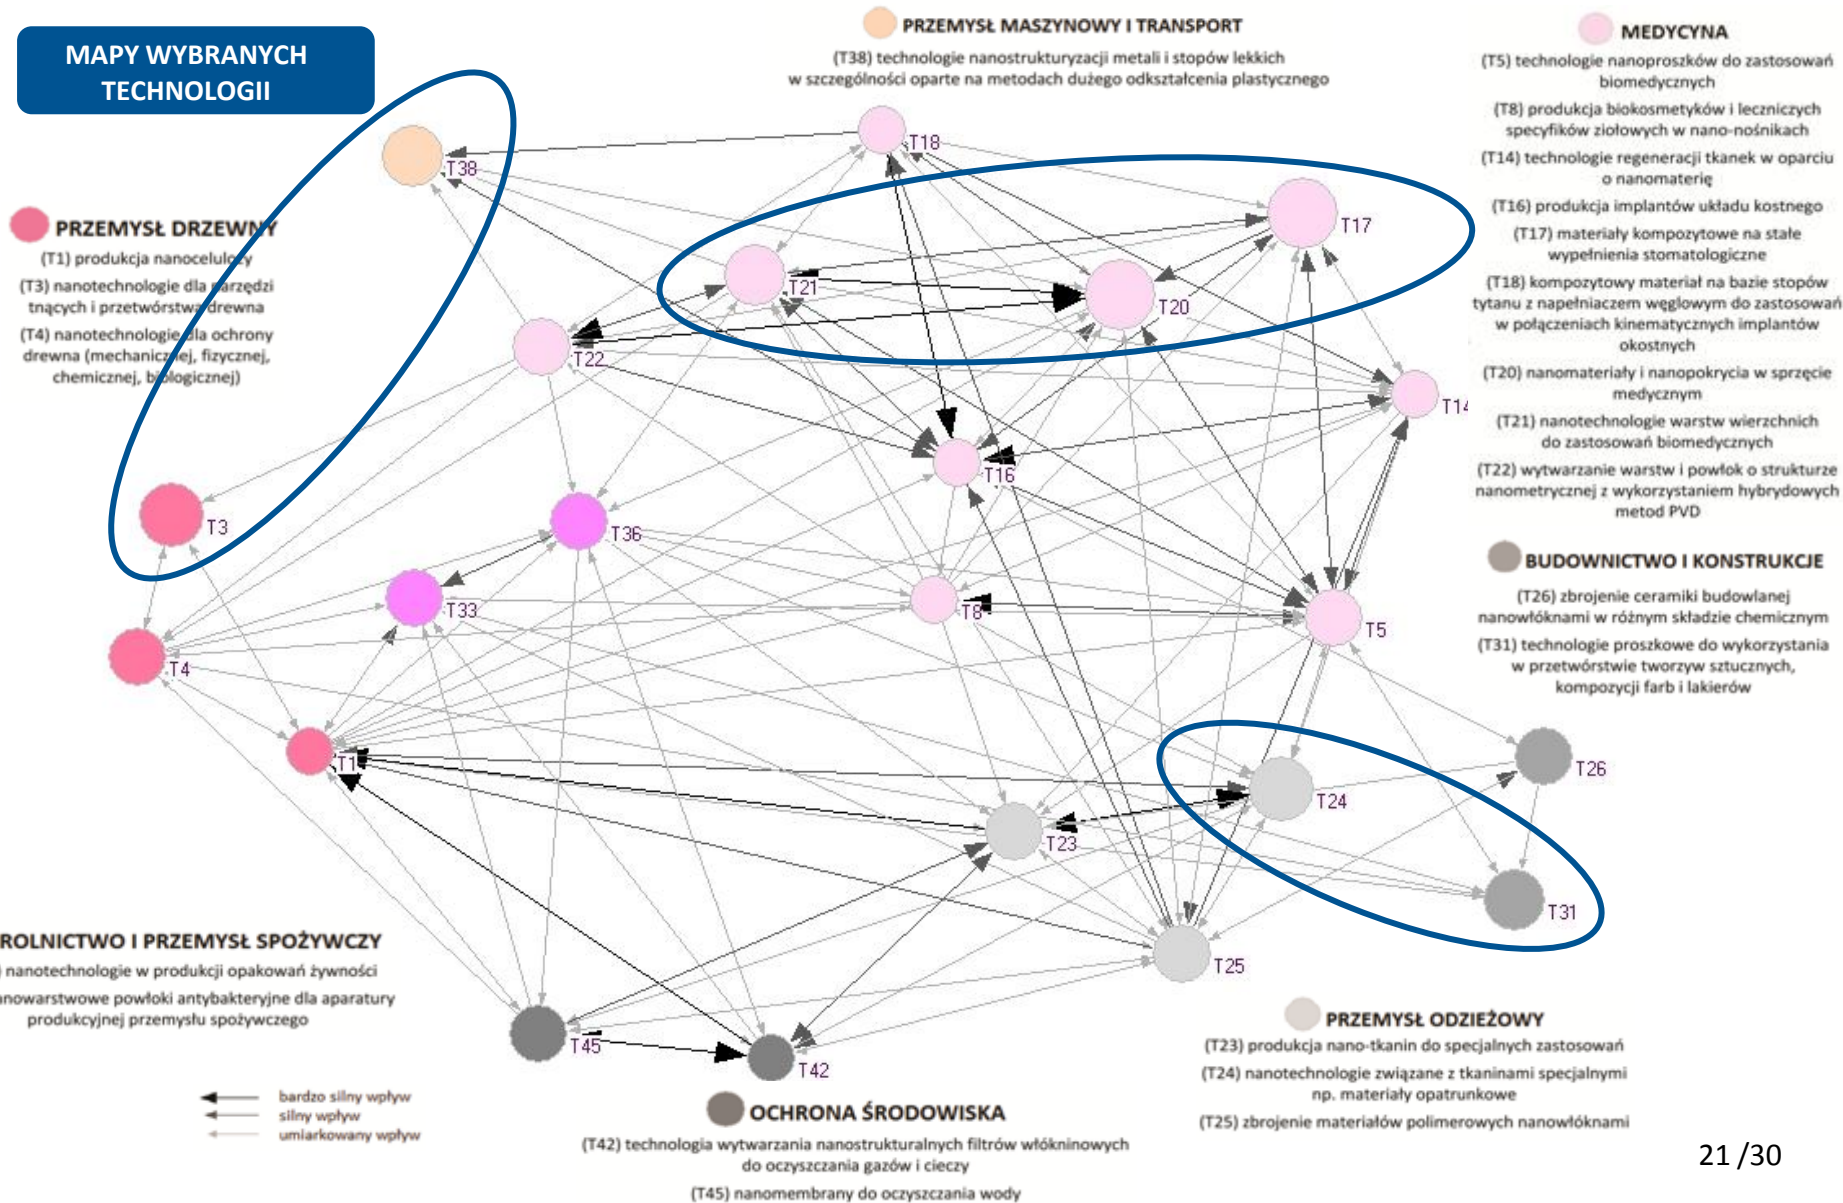 MAPY WYBRANYCH
TECHNOLOGII
PRZEMYSŁ MASZYNOWY I TRANSPORT
(T38) technologie nanostrukturyzacji metali i stopów lekkich
w szczególności oparte na metodach dużego odkształcenia plastycznego
MEDYCYNA
(T5) technologie nanoproszków do zastosowań
biomedycznych
(T8) produkcja biokosmetyków i leczniczych
specyfików ziołowych w nano-nośnikach
(T14) technologie regeneracji tkanek w oparciu
o nanomaterię
(T16) produkcja implantów układu kostnego
(T17) materiały kompozytowe na stałe
wypełnienia stomatologiczne
(T18) kompozytowy materiał na bazie stopów
tytanu z napełniaczem węglowym do zastosowań
w połączeniach kinematycznych implantów
okostnych
(T20) nanomateriały i nanopokrycia w sprzęcie
medycznym
(T21) nanotechnologie warstw wierzchnich
do zastosowań biomedycznych
(T22) wytwarzanie warstw i powłok o strukturze
nanometrycznej z wykorzystaniem hybrydowych
metod PVD
PRZEMYSŁ DRZEWNY
(T1) produkcja nanocelulozy
(T3) nanotechnologie dla narzędzi
tnących i przetwórstwa drewna
(T4) nanotechnologie dla ochrony
drewna (mechanicznej, fizycznej,
chemicznej, biologicznej)
BUDOWNICTWO I KONSTRUKCJE
(T26) zbrojenie ceramiki budowlanej
nanowłóknami w różnym składzie chemicznym
(T31) technologie proszkowe do wykorzystania
w przetwórstwie tworzyw sztucznych,
kompozycji farb i lakierów
T18
T38
T17
T21
T20
T22
T14
T16
T3
T36
T33
T8
T5
T4
T1
T26
T24
T23
T31
T25
T45
T42
ROLNICTWO I PRZEMYSŁ SPOŻYWCZY
) nanotechnologie w produkcji opakowań żywności
anowarstwowe powłoki antybakteryjne dla aparatury
produkcyjnej przemysłu spożywczego
bardzo silny wpływ
silny wpływ
umiarkowany wpływ
OCHRONA ŚRODOWISKA
(T42) technologia wytwarzania nanostrukturalnych filtrów włókninowych
do oczyszczania gazów i cieczy
(T45) nanomembrany do oczyszczania wody
PRZEMYSŁ ODZIEŻOWY
(T23) produkcja nano-tkanin do specjalnych zastosowań
(T24) nanotechnologie związane z tkaninami specjalnymi
np. materiały opatrunkowe
(T25) zbrojenie materiałów polimerowych nanowłóknami
21 /30